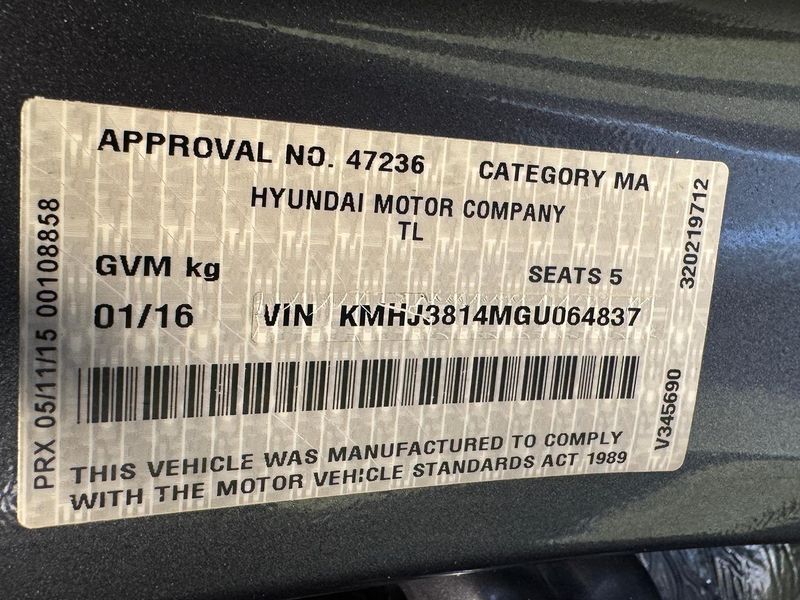 APPROVAL NO. 47236 CATEGORY MA
HYUNDAI MOTOR COMPANY
TL
GVM kg SEATS 5
01/16 VIN KMHJ3814MGU064837
THIS VEHICLE WAS MANUFACTURED TO COMPLY
WITH THE MOTOR VEHICLE STANDARDS ACT 1989
PRX 05/11/15 00108858
320219712
V345690